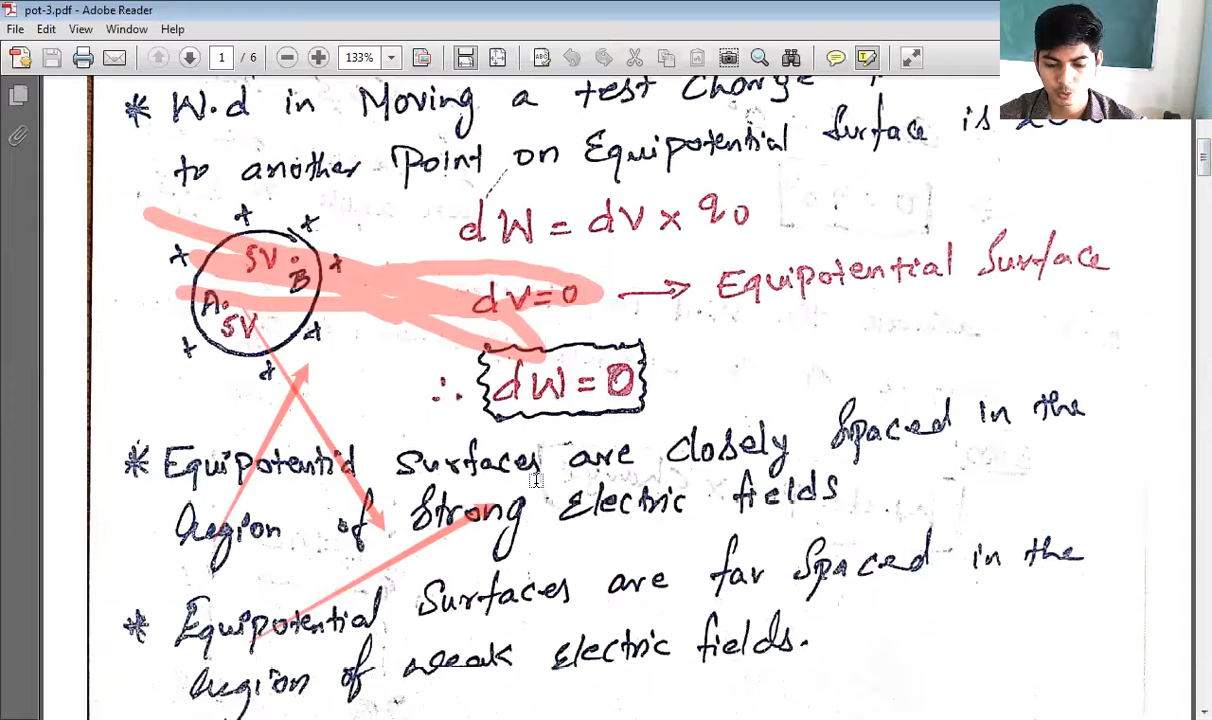 pot-3.pdf - Adobe Reader
File Edit View Window Help
1 / 6 133%
* W.d in Moving a test Charge
to another Point on Equipotential Surface is
dW = dV x q0
5V B
A 5V
dV=0 → Equipotential Surface
∴ dW=0
* Equipotential Surfaces are closely Spaced in the
Region of Strong Electric fields
* Equipotential Surfaces are far Spaced in the
Region of weak Electric fields.